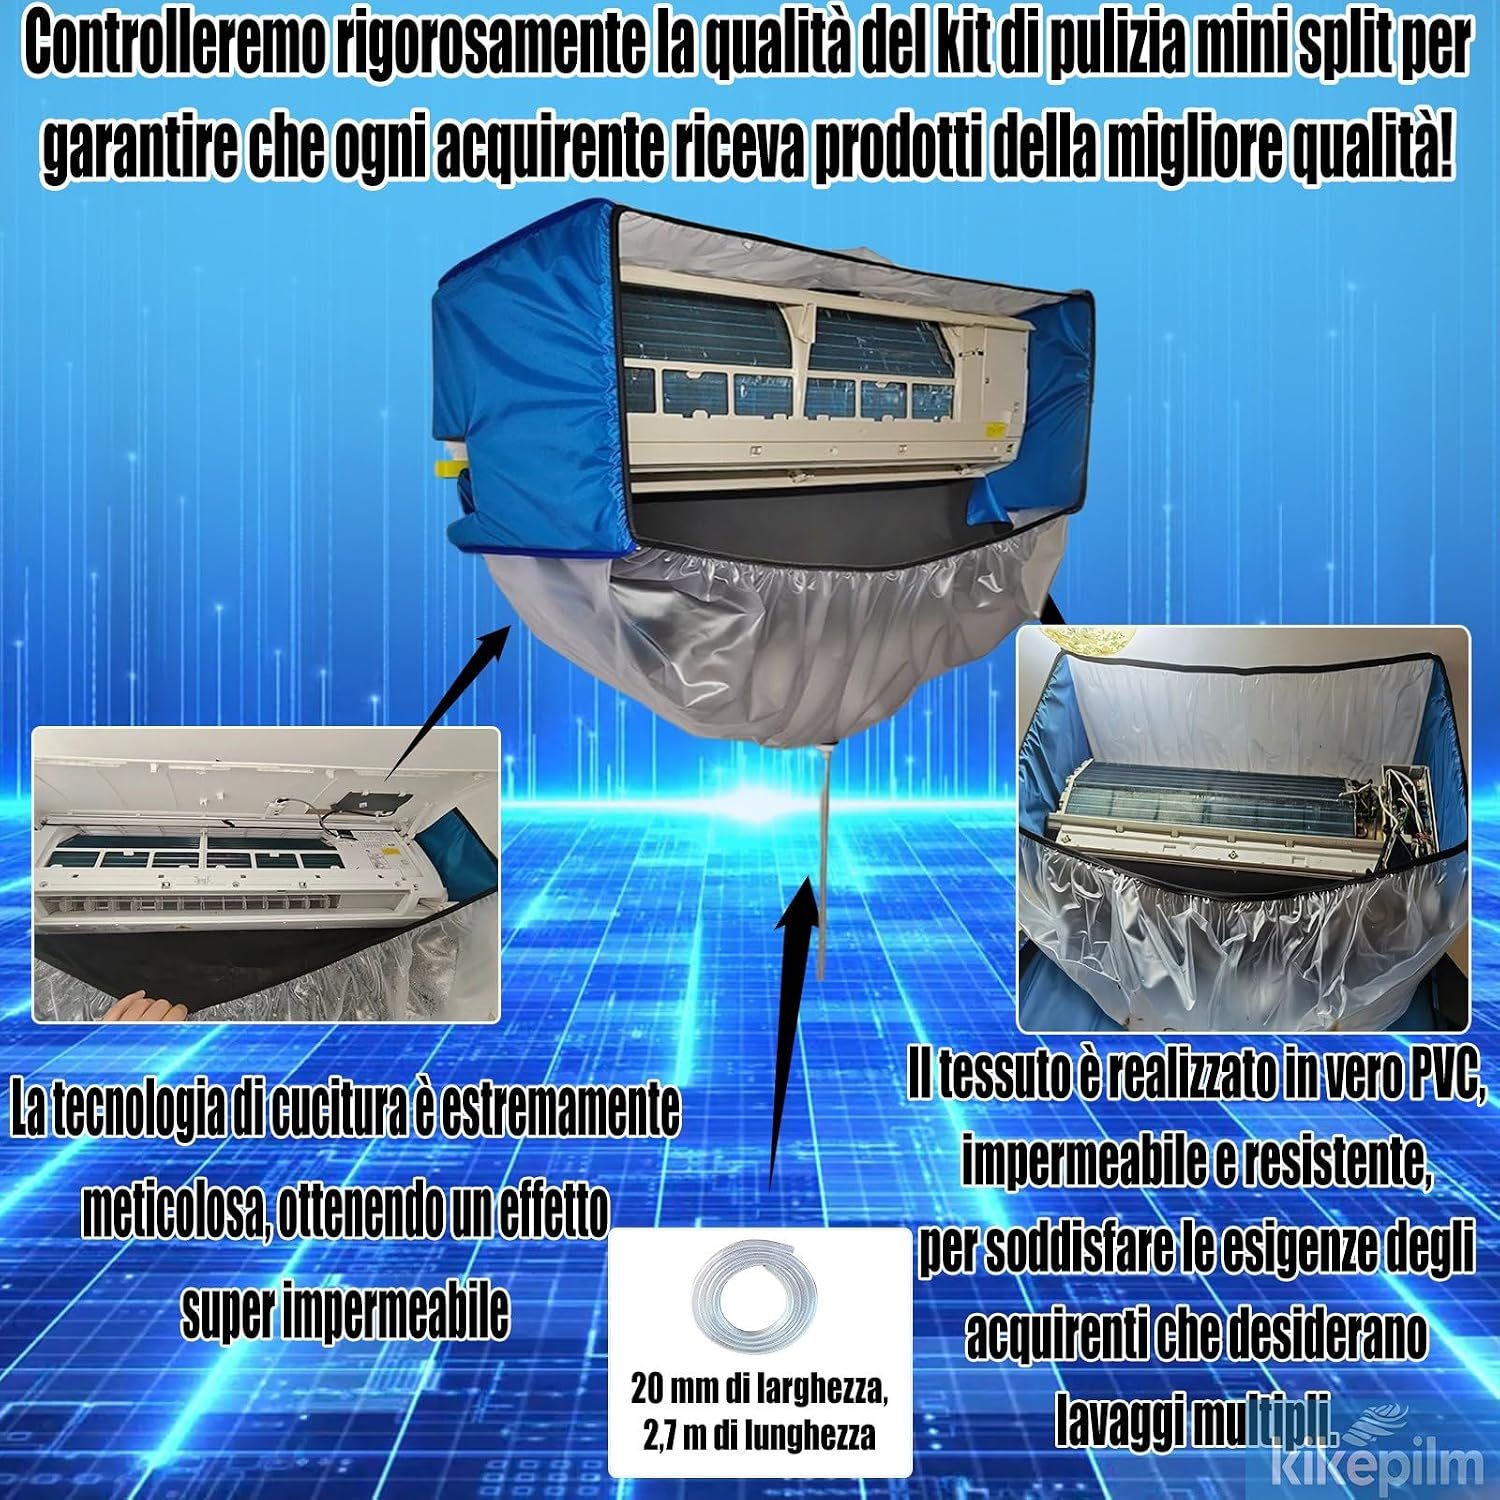 Controlleremo rigorosamente la qualità del kit di pulizia mini split per
garantire che ogni acquirente riceva prodotti della migliore qualità!
La tecnologia di cucitura è estremamente
meticolosa, ottenendo un effetto
super impermeabile
Il tessuto è realizzato in vero PVC,
impermeabile e resistente,
per soddisfare le esigenze degli
acquirenti che desiderano
lavaggi multipli.
20 mm di larghezza,
2,7 m di lunghezza
kikepilm